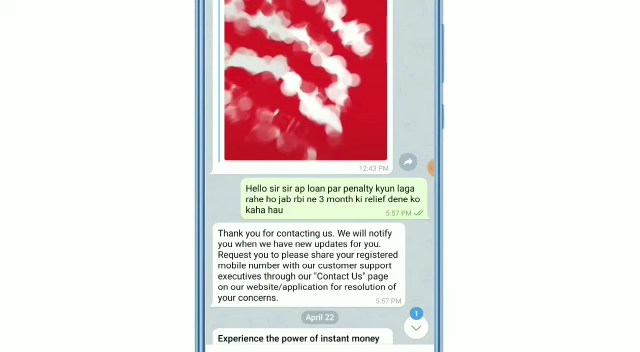 12:43 PM
Hello sir sir ap loan par penalty kyun laga
rahe ho jab rbi ne 3 month ki relief dene ko
kaha hau
5:57 PM
Thank you for contacting us. We will notify
you when we have new updates for you.
Request you to please share your registered
mobile number with our customer support
executives through our "Contact Us" page
on our website/application for resolution of
your concerns.
5:57 PM
April 22
1
Experience the power of instant money